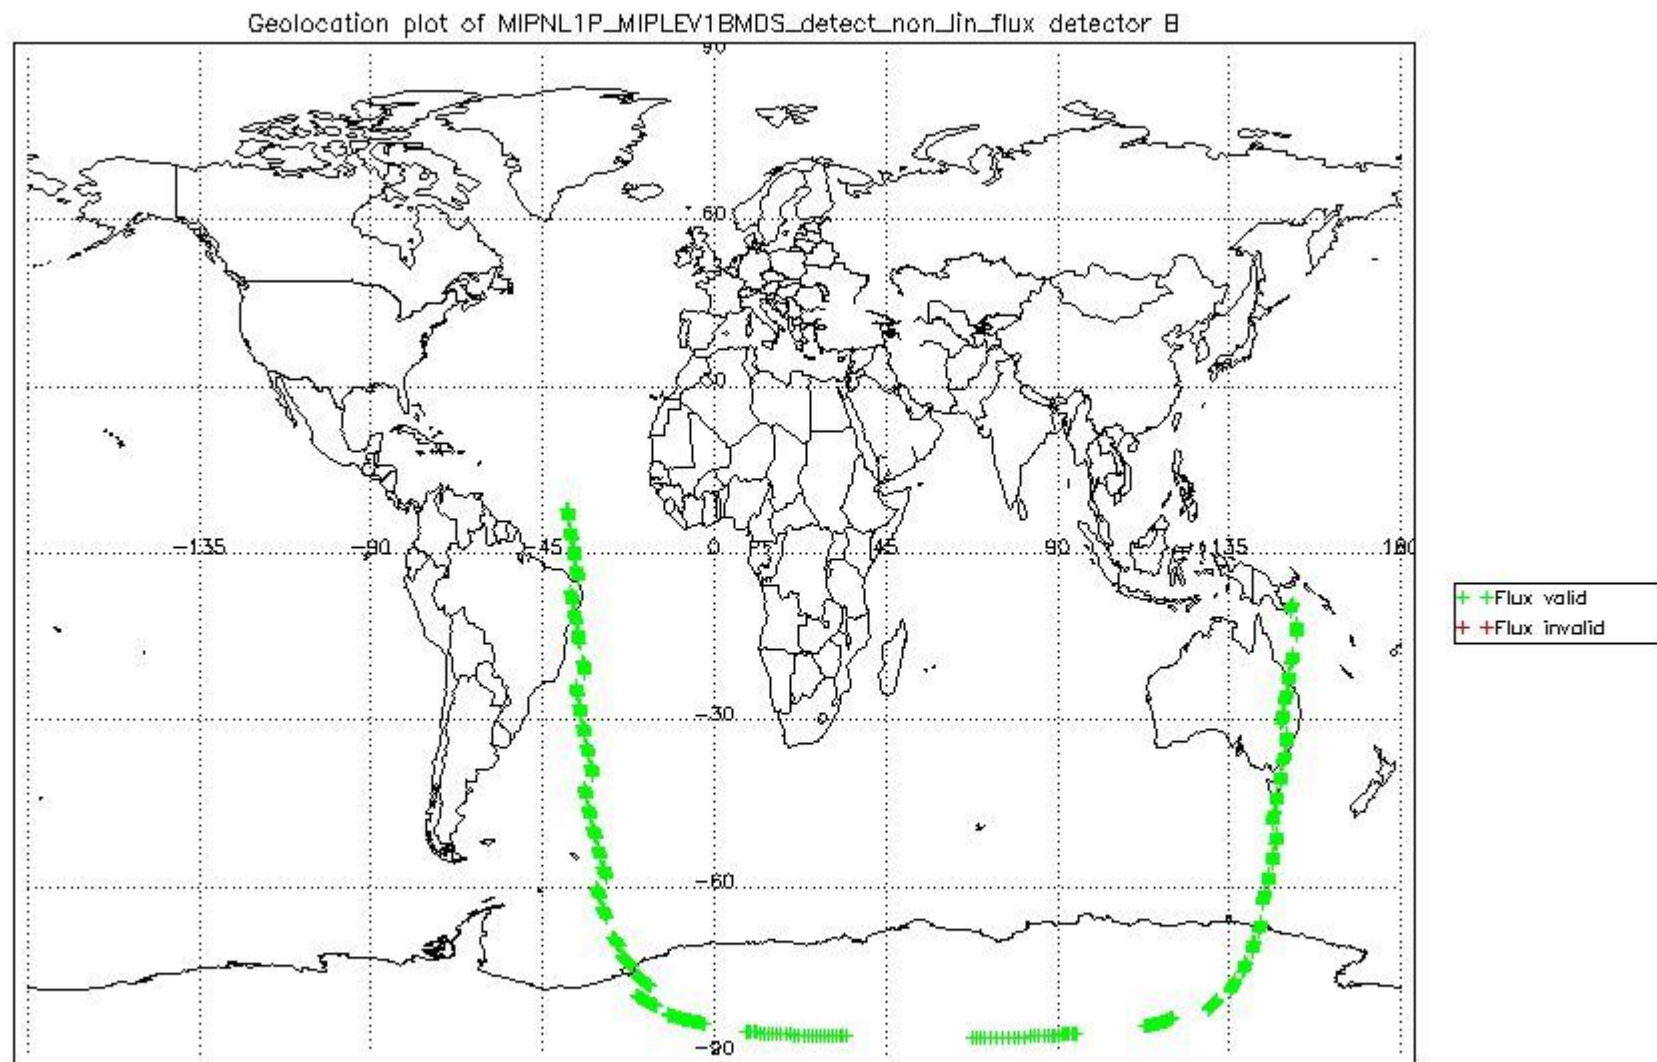 Geolocation plot of MIPNL1P_MIPLEV1BMDS_detect_non_lin_flux detector B
90
60
30
-135 -90 -45 0 45 90 135 180
-30
-60
-90
Flux valid
Flux invalid